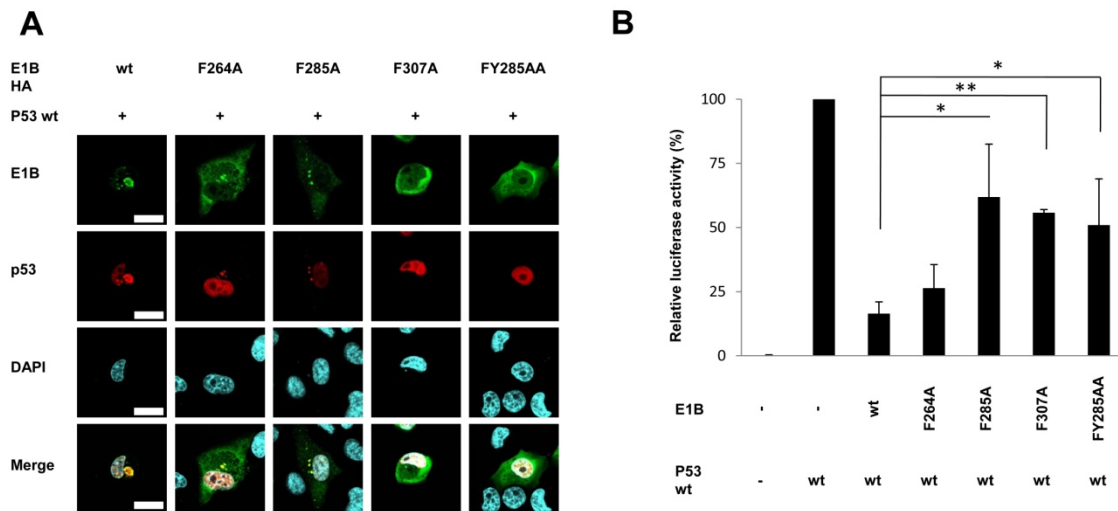 A
E1B HA wt F264A F285A F307A FY285AA
P53 wt + + + + +
E1B
p53
DAPI
Merge
B
*
**
*
100
75
50
25
0
Relative luciferase activity (%)
E1B - - wt F264A F285A F307A FY285AA
P53 wt - wt wt wt wt wt wt